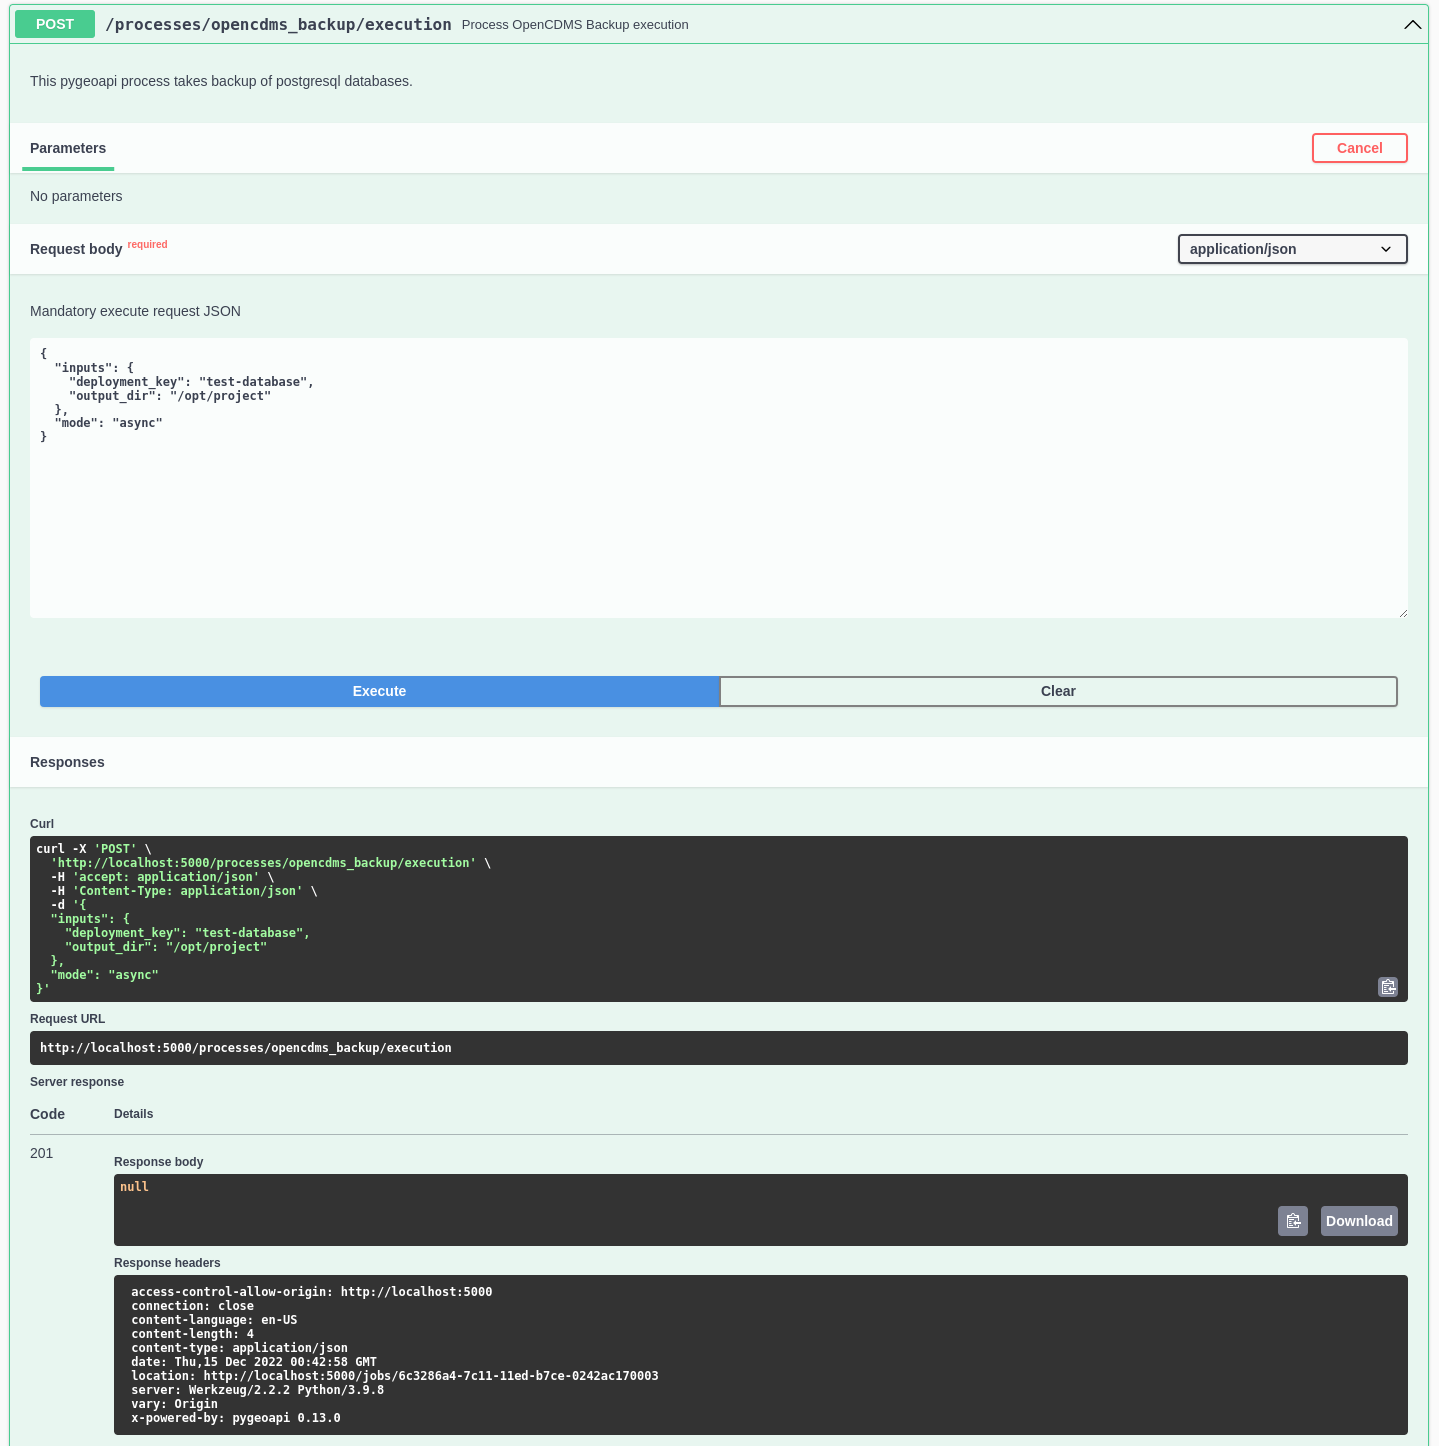 POST /processes/opencdms_backup/execution Process OpenCDMS Backup execution
This pygeoapi process takes backup of postgresql databases.
Parameters Cancel
No parameters
Request body required application/json
Mandatory execute request JSON
{
  "inputs": {
    "deployment_key": "test-database",
    "output_dir": "/opt/project"
  },
  "mode": "async"
}
Execute Clear
Responses
Curl
curl -X 'POST' \
  'http://localhost:5000/processes/opencdms_backup/execution' \
  -H 'accept: application/json' \
  -H 'Content-Type: application/json' \
  -d '{
  "inputs": {
    "deployment_key": "test-database",
    "output_dir": "/opt/project"
  },
  "mode": "async"
}'
Request URL
http://localhost:5000/processes/opencdms_backup/execution
Server response
Code Details
201
Response body
null
Download
Response headers
access-control-allow-origin: http://localhost:5000
connection: close
content-language: en-US
content-length: 4
content-type: application/json
date: Thu,15 Dec 2022 00:42:58 GMT
location: http://localhost:5000/jobs/6c3286a4-7c11-11ed-b7ce-0242ac170003
server: Werkzeug/2.2.2 Python/3.9.8
vary: Origin
x-powered-by: pygeoapi 0.13.0